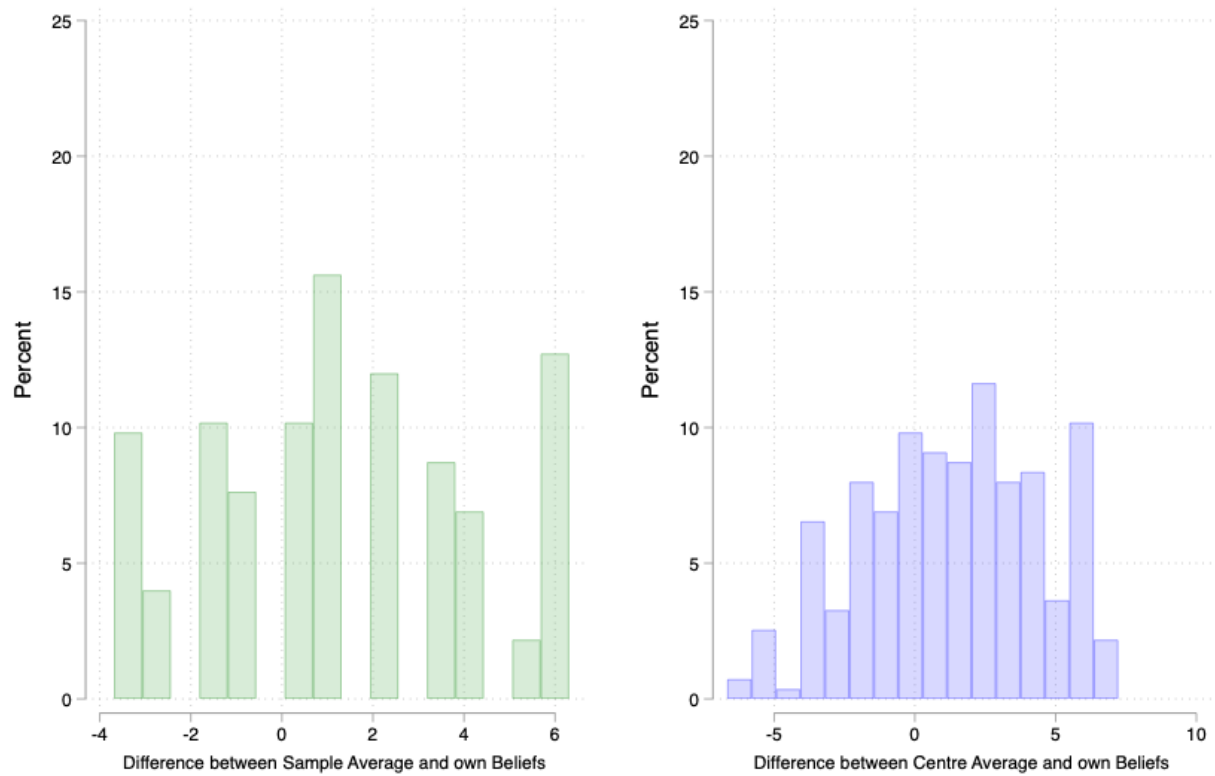 25
20
15
10
5
0
Percent
-4 -2 0 2 4 6
Difference between Sample Average and own Beliefs
25
20
15
10
5
0
Percent
-5 0 5 10
Difference between Centre Average and own Beliefs